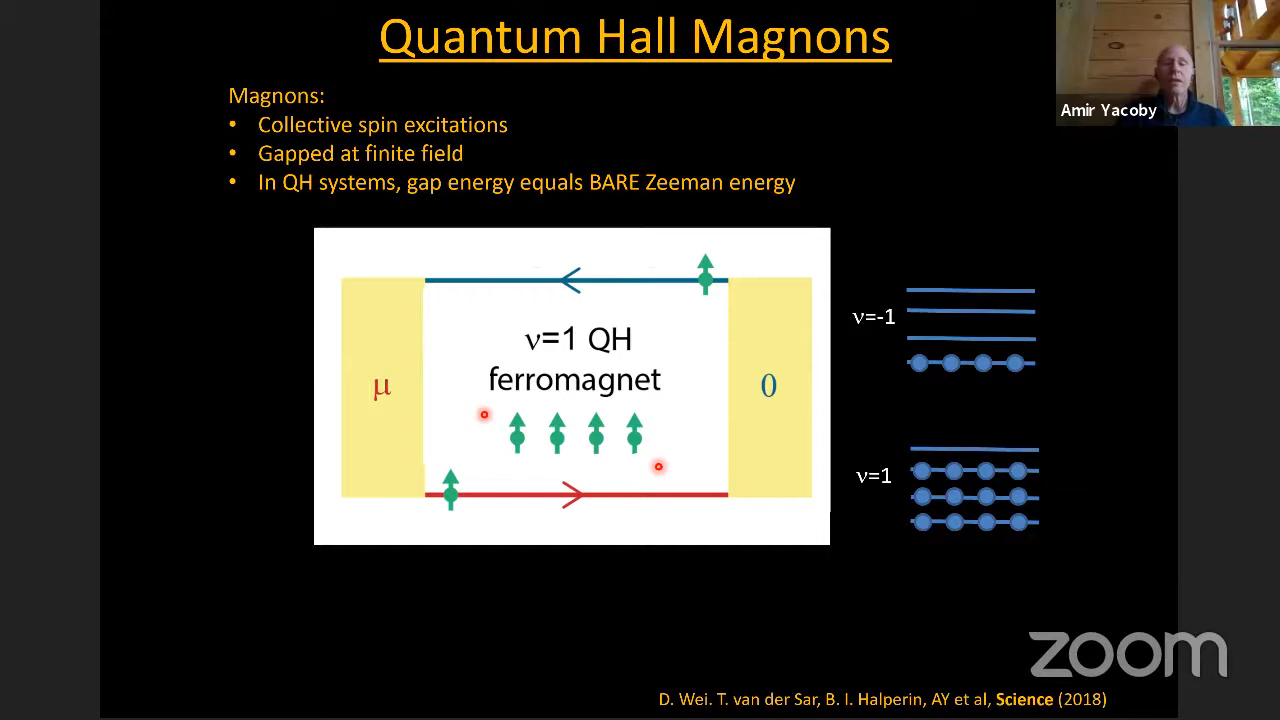 Quantum Hall Magnons
Amir Yacoby
Magnons:
• Collective spin excitations
• Gapped at finite field
• In QH systems, gap energy equals BARE Zeeman energy
ν=1 QH
ferromagnet
μ
0
ν=-1
ν=1
zoom
D. Wei. T. van der Sar, B. I. Halperin, AY et al, Science (2018)